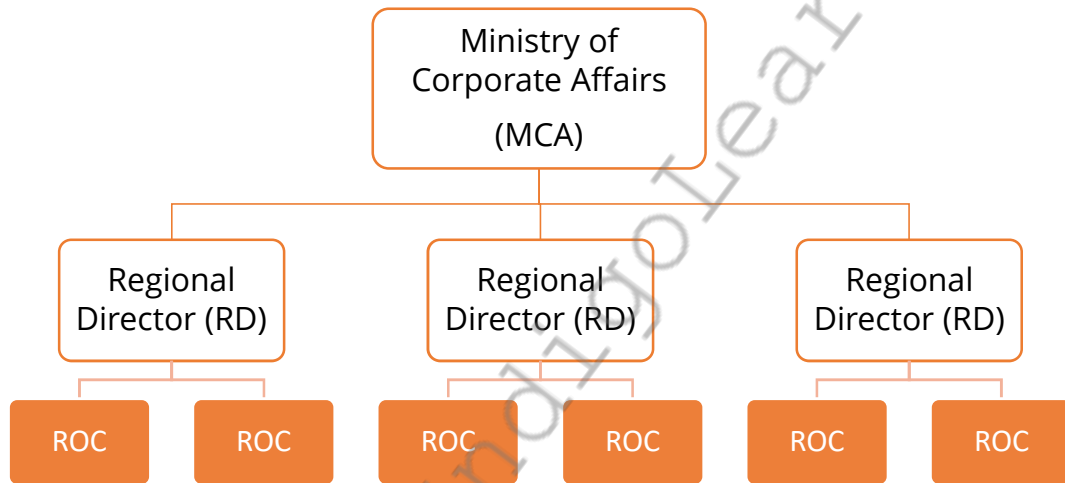 Ministry of
Corporate Affairs
(MCA)
Regional
Director (RD)
Regional
Director (RD)
Regional
Director (RD)
ROC
ROC
ROC
ROC
ROC
ROC
indigoLear